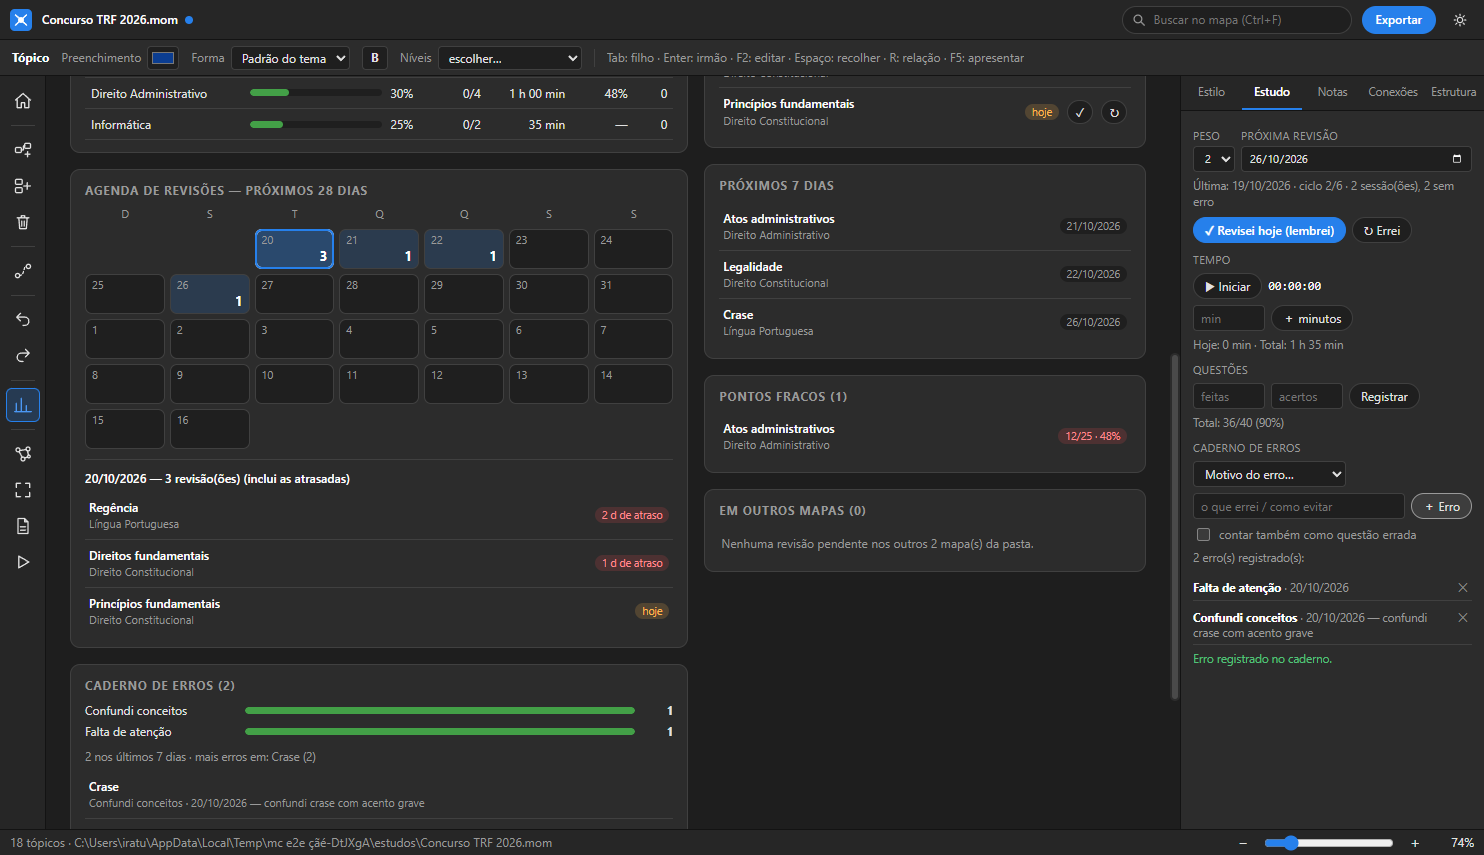 Concurso TRF 2026.mom
Buscar no mapa (Ctrl+F)
Exportar
Tópico
Preenchimento
Forma
Padrão do tema
B
Níveis
escolher...
Tab: filho · Enter: irmão · F2: editar · Espaço: recolher · R: relação · F5: apresentar
Direito Administrativo 30% 0/4 1 h 00 min 48% 0
Informática 25% 0/2 35 min — 0
AGENDA DE REVISÕES — PRÓXIMOS 28 DIAS
D S T Q Q S S
20 3 21 1 22 1 23 24
25 26 1 27 28 29 30 31
1 2 3 4 5 6 7
8 9 10 11 12 13 14
15 16
20/10/2026 — 3 revisão(ões) (inclui as atrasadas)
Regência
Língua Portuguesa
2 d de atraso
Direitos fundamentais
Direito Constitucional
1 d de atraso
Princípios fundamentais
Direito Constitucional
hoje
CADERNO DE ERROS (2)
Confundi conceitos 1
Falta de atenção 1
2 nos últimos 7 dias · mais erros em: Crase (2)
Crase
Confundi conceitos · 20/10/2026 — confundi crase com acento grave
Princípios fundamentais
Direito Constitucional
hoje ✓ ↻
PRÓXIMOS 7 DIAS
Atos administrativos
Direito Administrativo
21/10/2026
Legalidade
Direito Constitucional
22/10/2026
Crase
Língua Portuguesa
26/10/2026
PONTOS FRACOS (1)
Atos administrativos
Direito Administrativo
12/25 · 48%
EM OUTROS MAPAS (0)
Nenhuma revisão pendente nos outros 2 mapa(s) da pasta.
Estilo Estudo Notas Conexões Estrutura
PESO PRÓXIMA REVISÃO
2 26/10/2026
Última: 19/10/2026 · ciclo 2/6 · 2 sessão(ões), 2 sem
erro
✓ Revisei hoje (lembrei) ↻ Errei
TEMPO
▶ Iniciar 00:00:00
min + minutos
Hoje: 0 min · Total: 1 h 35 min
QUESTÕES
feitas acertos Registrar
Total: 36/40 (90%)
CADERNO DE ERROS
Motivo do erro...
o que errei / como evitar + Erro
contar também como questão errada
2 erro(s) registrado(s):
Falta de atenção · 20/10/2026
Confundi conceitos · 20/10/2026 — confundi
crase com acento grave
Erro registrado no caderno.
18 tópicos · C:\Users\iratu\AppData\Local\Temp\mc e2e çãé-DtJXgA\estudos\Concurso TRF 2026.mom
− + 74%